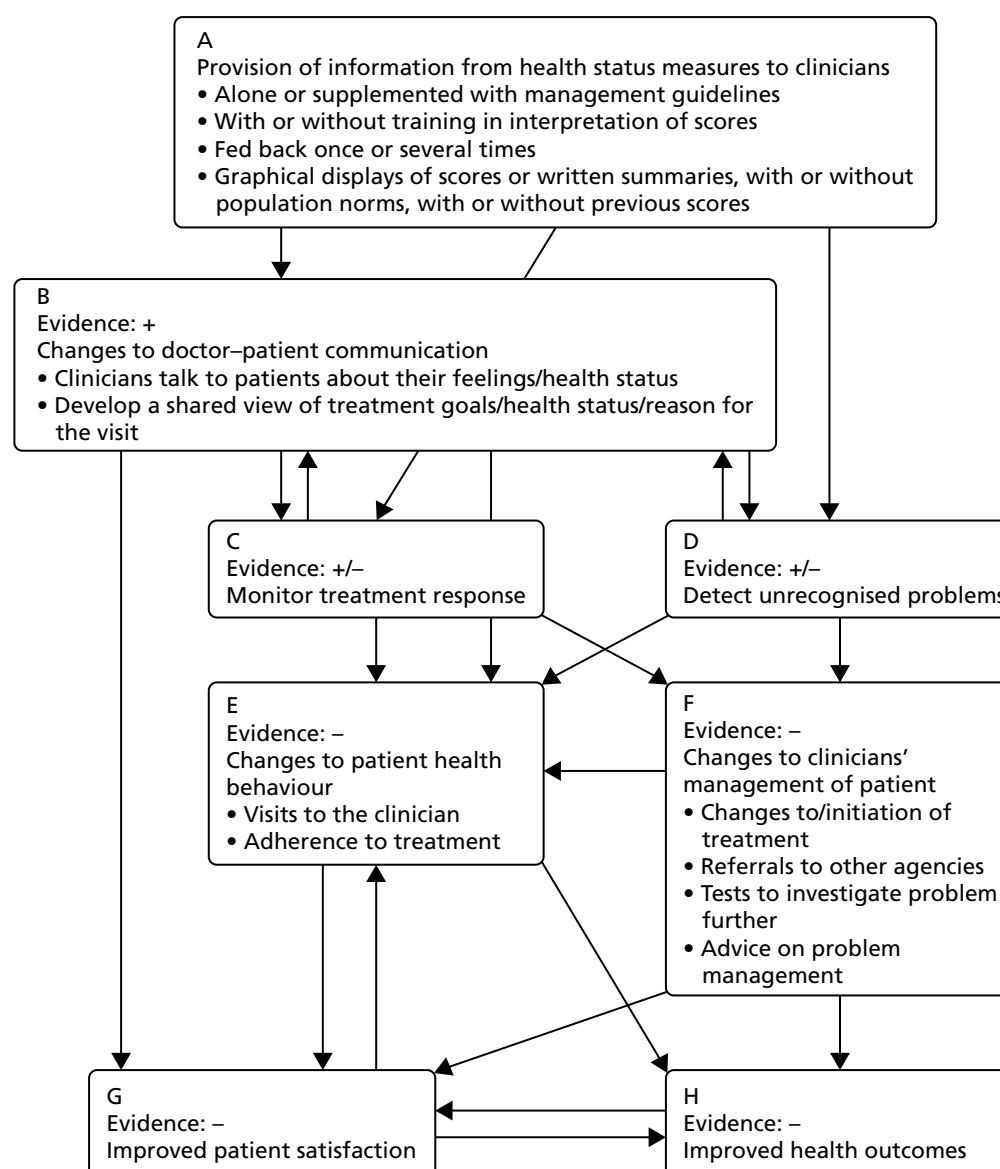 A
Provision of information from health status measures to clinicians
• Alone or supplemented with management guidelines
• With or without training in interpretation of scores
• Fed back once or several times
• Graphical displays of scores or written summaries, with or without
population norms, with or without previous scores
B
Evidence: +
Changes to doctor–patient communication
• Clinicians talk to patients about their feelings/health status
• Develop a shared view of treatment goals/health status/reason for
the visit
C
Evidence: +/–
Monitor treatment response
D
Evidence: +/–
Detect unrecognised problems
E
Evidence: –
Changes to patient health
behaviour
• Visits to the clinician
• Adherence to treatment
F
Evidence: –
Changes to clinicians’
management of patient
• Changes to/initiation of
treatment
• Referrals to other agencies
• Tests to investigate problem
further
• Advice on problem
management
G
Evidence: –
Improved patient satisfaction
H
Evidence: –
Improved health outcomes